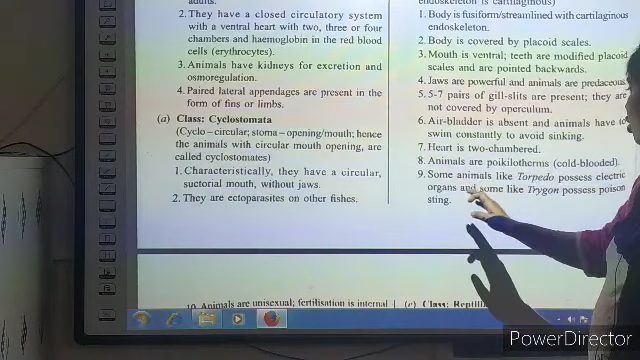 adults.
2. They have a closed circulatory system
with a ventral heart with two, three or four
chambers and haemoglobin in the red blood
cells (erythrocytes).
3. Animals have kidneys for excretion and
osmoregulation.
4. Paired lateral appendages are present in the
form of fins or limbs.
(a) Class: Cyclostomata
(Cyclo – circular; stoma – opening/mouth; hence
the animals with circular mouth opening, are
called cyclostomates)
1. Characteristically, they have a circular,
suctorial mouth, without jaws.
2. They are ectoparasites on other fishes.
10. Animals are unisexual; fertilisation is internal
endoskeleton is cartilaginous)
1. Body is fusiform/streamlined with cartilaginous
endoskeleton.
2. Body is covered by placoid scales.
3. Mouth is ventral; teeth are modified placoid
scales and are pointed backwards.
4. Jaws are powerful and animals are predaceous
5. 5-7 pairs of gill-slits are present; they are
not covered by operculum.
6. Air-bladder is absent and animals have to
swim constantly to avoid sinking.
7. Heart is two-chambered.
8. Animals are poikilotherms (cold-blooded).
9. Some animals like Torpedo possess electric
organs and some like Trygon possess poison
sting.
(c) Class: Reptili
PowerDirector